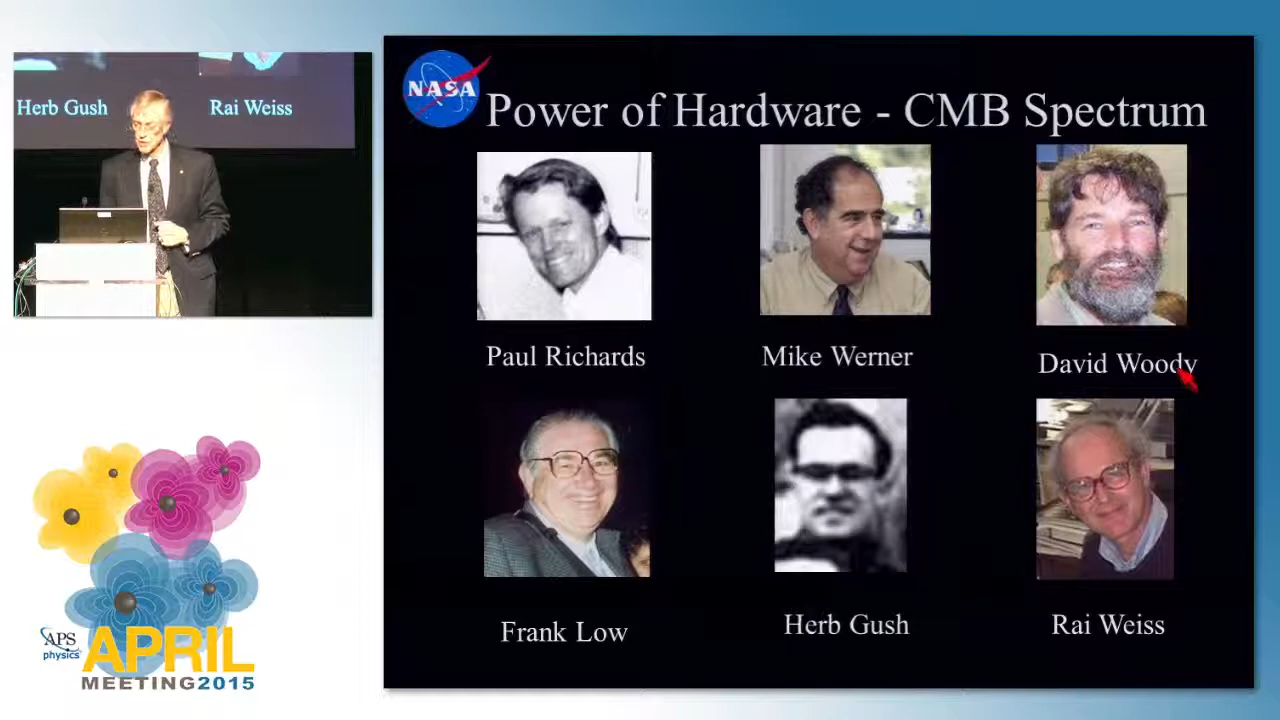 Herb Gush
Rai Weiss
NASA
Power of Hardware - CMB Spectrum
Paul Richards
Mike Werner
David Woody
Frank Low
Herb Gush
Rai Weiss
APS
physics
APRIL
MEETING2015